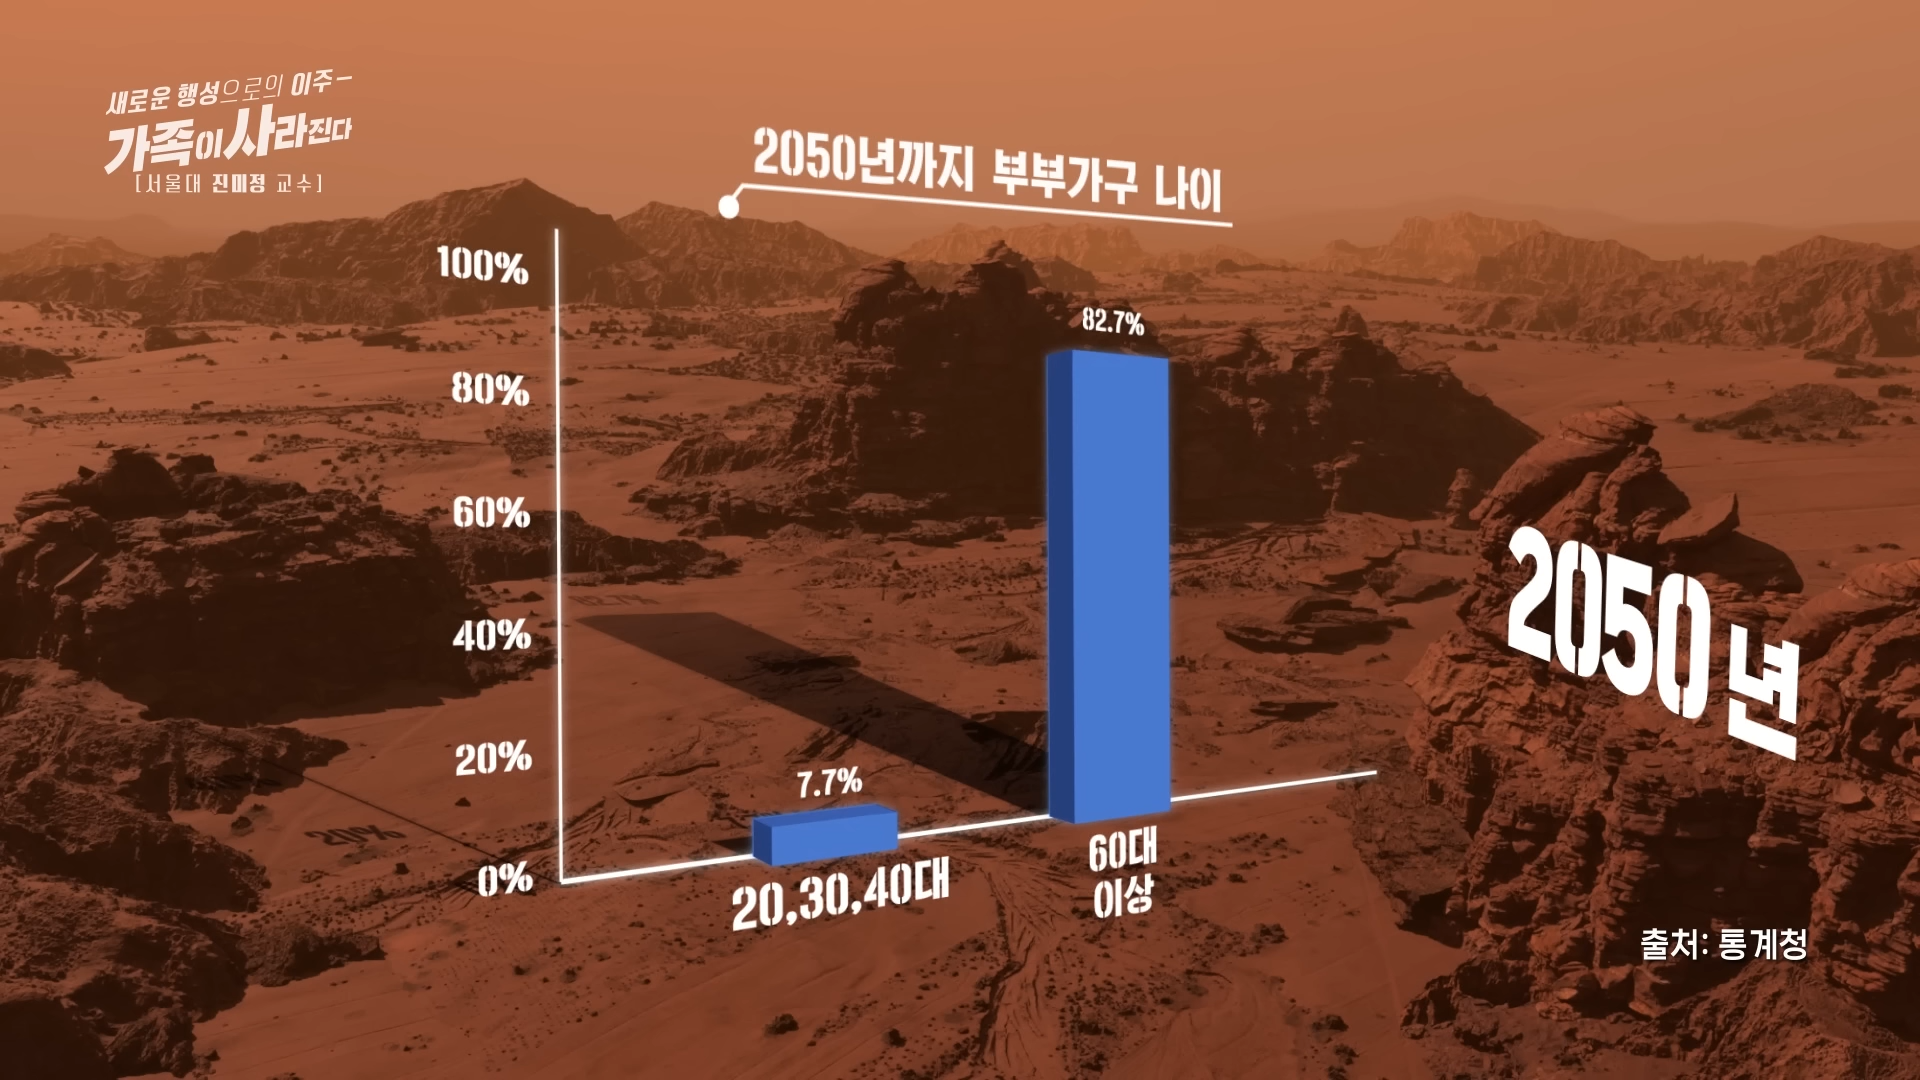 새로운 행성으로의 이주-
가족이 사라진다
[서울대 진미정 교수]
2050년까지 부부가구 나이
100%
80%
60%
40%
20%
0%
7.7%
82.7%
20,30,40대
60대
이상
2050년
출처: 통계청
20%